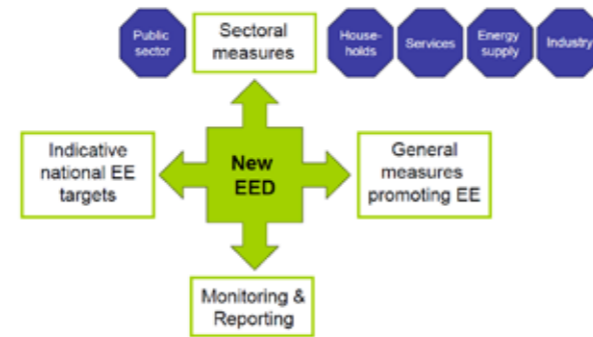 Public
sector
Sectoral
measures
House-
holds
Services
Energy
supply
Industry
Indicative
national EE
targets
New
EED
General
measures
promoting EE
Monitoring &
Reporting